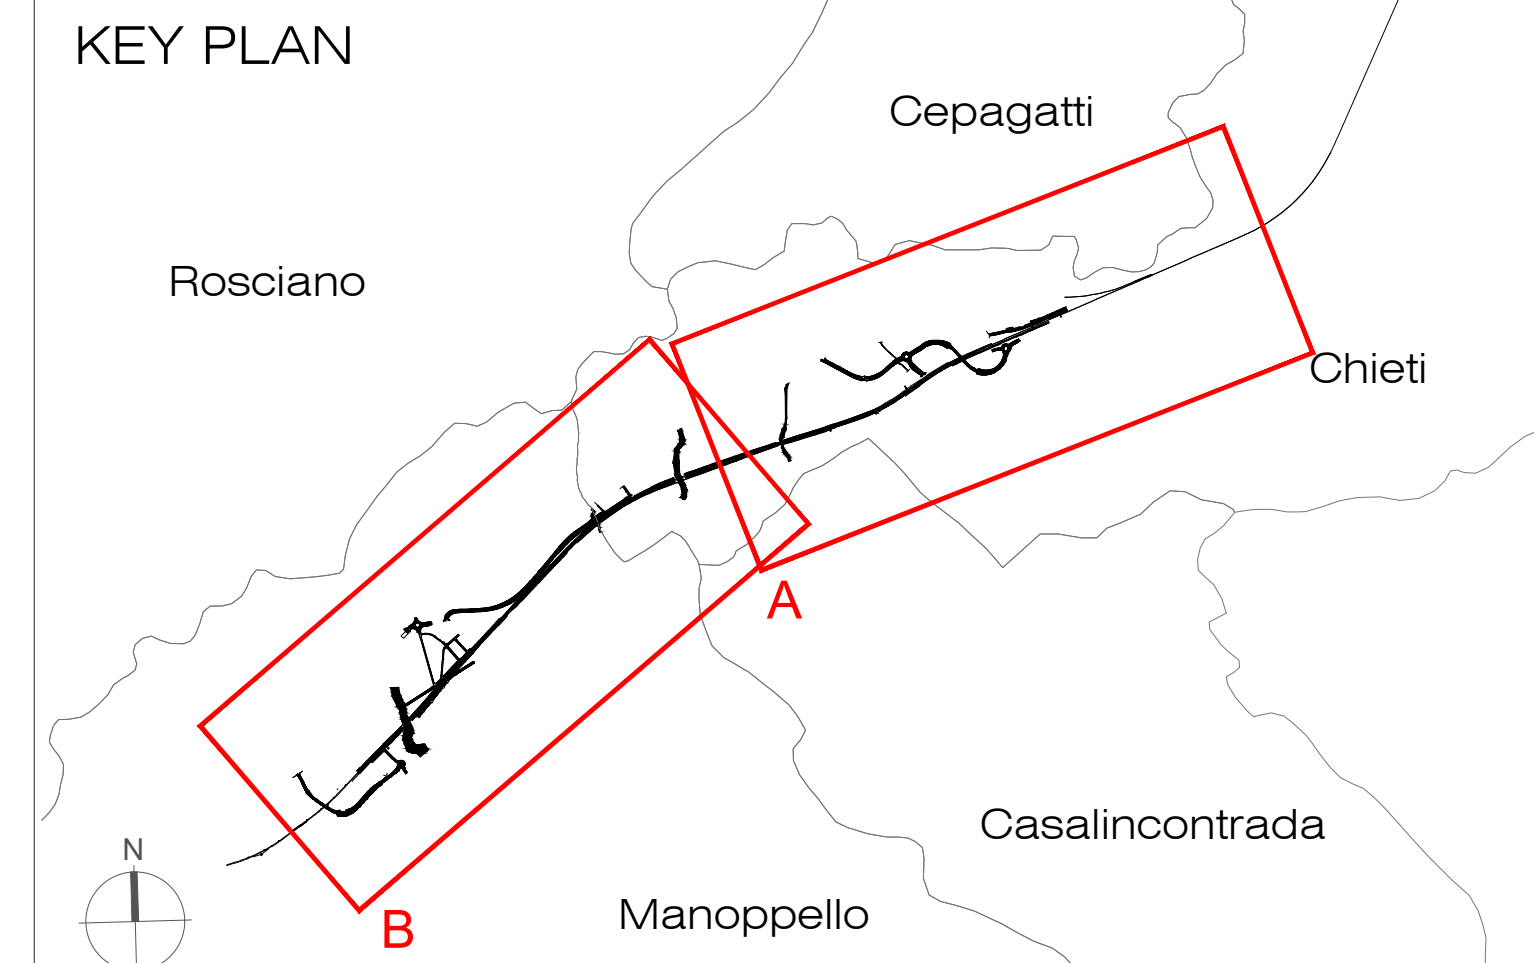 KEY PLAN
Cepagatti
Rosciano
Chieti
A
Casalincontrada
N
Manoppello
B